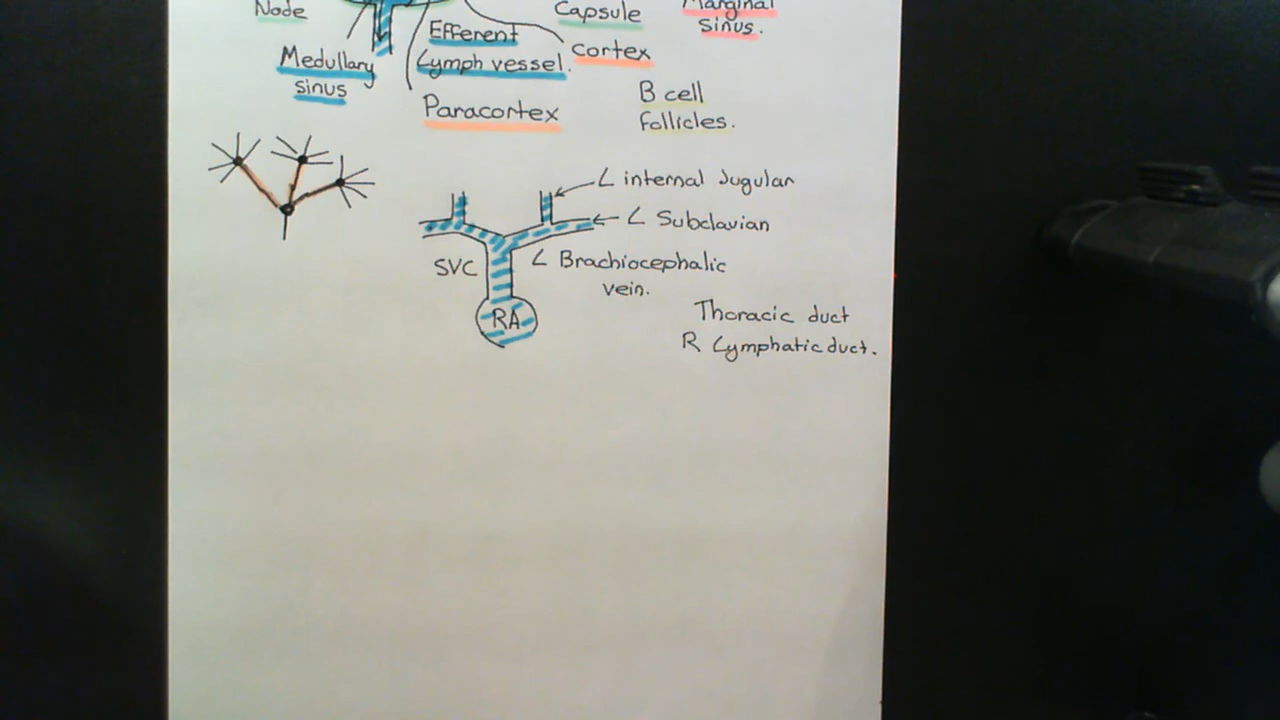 Node
Capsule
Marginal
Sinus.
Efferent
Lymph vessel.
Cortex
Medullary
sinus
B cell
follicles.
Paracortex
L internal Jugular
L Subclavian
SVC
L Brachiocephalic
vein.
RA
Thoracic duct
R Lymphatic duct.